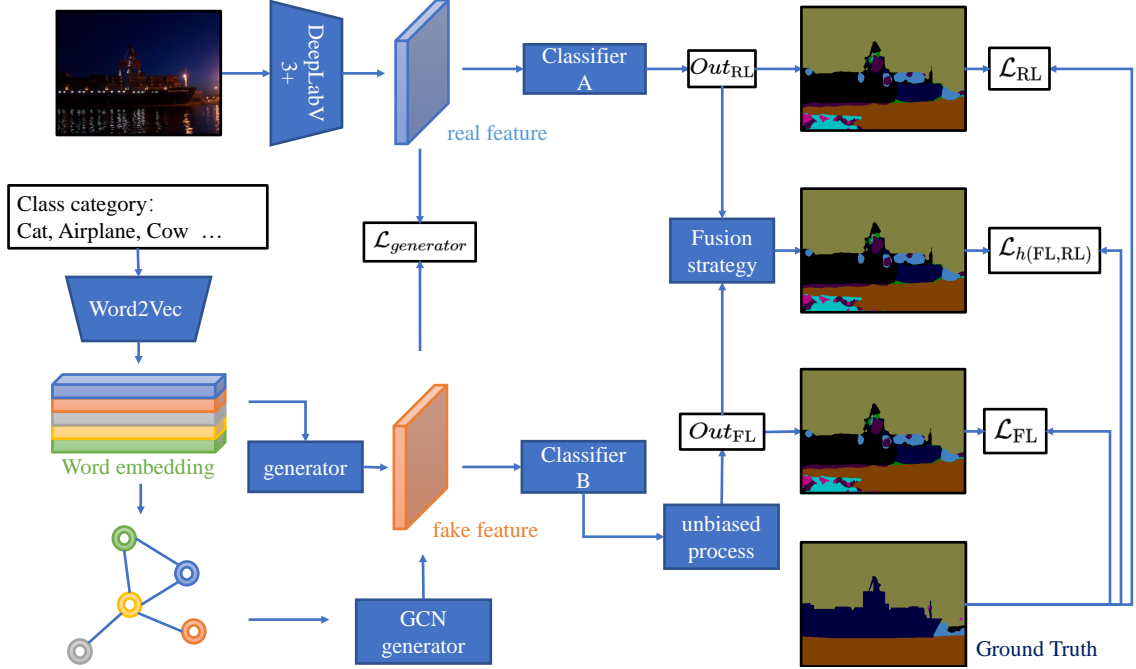 DeepLabV
3+
real feature
Classifier
A
Out_RL
ℒ_RL
Class category:
Cat, Airplane, Cow …
ℒ_generator
Fusion
strategy
ℒ_h(FL,RL)
Word2Vec
Word embedding
generator
fake feature
Classifier
B
Out_FL
ℒ_FL
unbiased
process
GCN
generator
Ground Truth